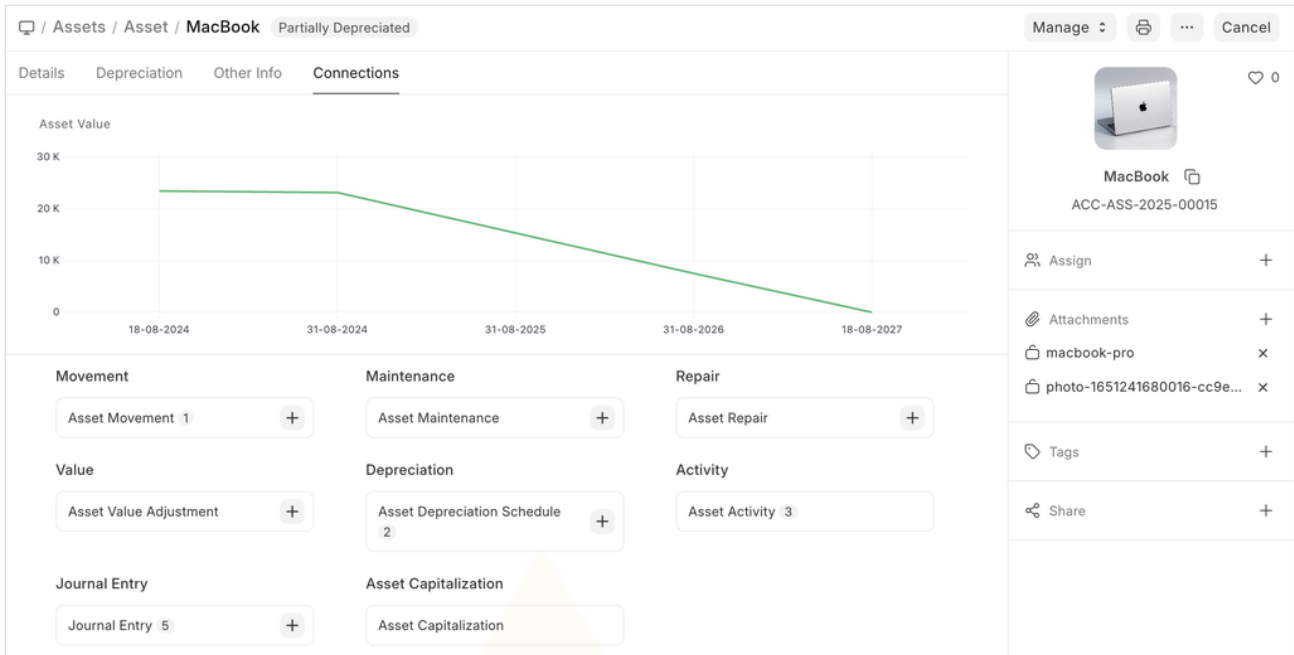 / Assets / Asset / MacBook Partially Depreciated
Manage
...
Cancel
Details Depreciation Other Info Connections
Asset Value
30 K
20 K
10 K
0
18-08-2024 31-08-2024 31-08-2025 31-08-2026 18-08-2027
Movement Maintenance Repair
Asset Movement 1 + Asset Maintenance + Asset Repair +
Value Depreciation Activity
Asset Value Adjustment + Asset Depreciation Schedule + Asset Activity 3
2
Journal Entry Asset Capitalization
Journal Entry 5 + Asset Capitalization
0
MacBook
ACC-ASS-2025-00015
Assign +
Attachments +
macbook-pro ×
photo-1651241680016-cc9e... ×
Tags +
Share +